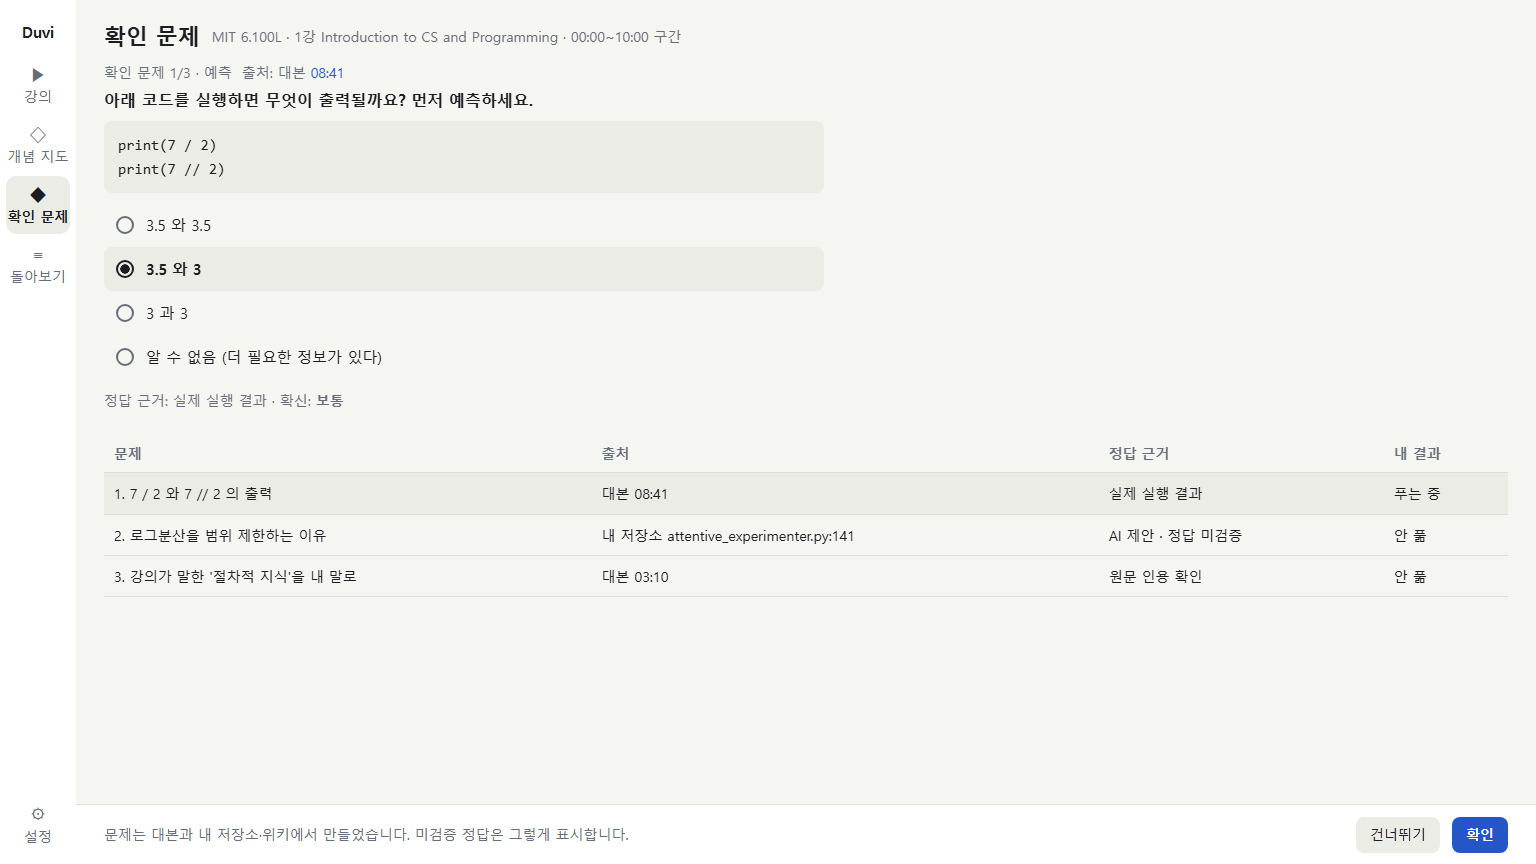 Duvi
강의
개념 지도
확인 문제
돌아보기
설정
확인 문제 MIT 6.100L · 1강 Introduction to CS and Programming · 00:00~10:00 구간
확인 문제 1/3 · 예측 출처: 대본 08:41
아래 코드를 실행하면 무엇이 출력될까요? 먼저 예측하세요.
print(7 / 2)
print(7 // 2)
3.5 와 3.5
3.5 와 3
3 과 3
알 수 없음 (더 필요한 정보가 있다)
정답 근거: 실제 실행 결과 · 확신: 보통
문제 출처 정답 근거 내 결과
1. 7 / 2 와 7 // 2 의 출력 대본 08:41 실제 실행 결과 푸는 중
2. 로그분산을 범위 제한하는 이유 내 저장소 attentive_experimenter.py:141 AI 제안 · 정답 미검증 안 풂
3. 강의가 말한 '절차적 지식'을 내 말로 대본 03:10 원문 인용 확인 안 풂
문제는 대본과 내 저장소·위키에서 만들었습니다. 미검증 정답은 그렇게 표시합니다. 건너뛰기 확인